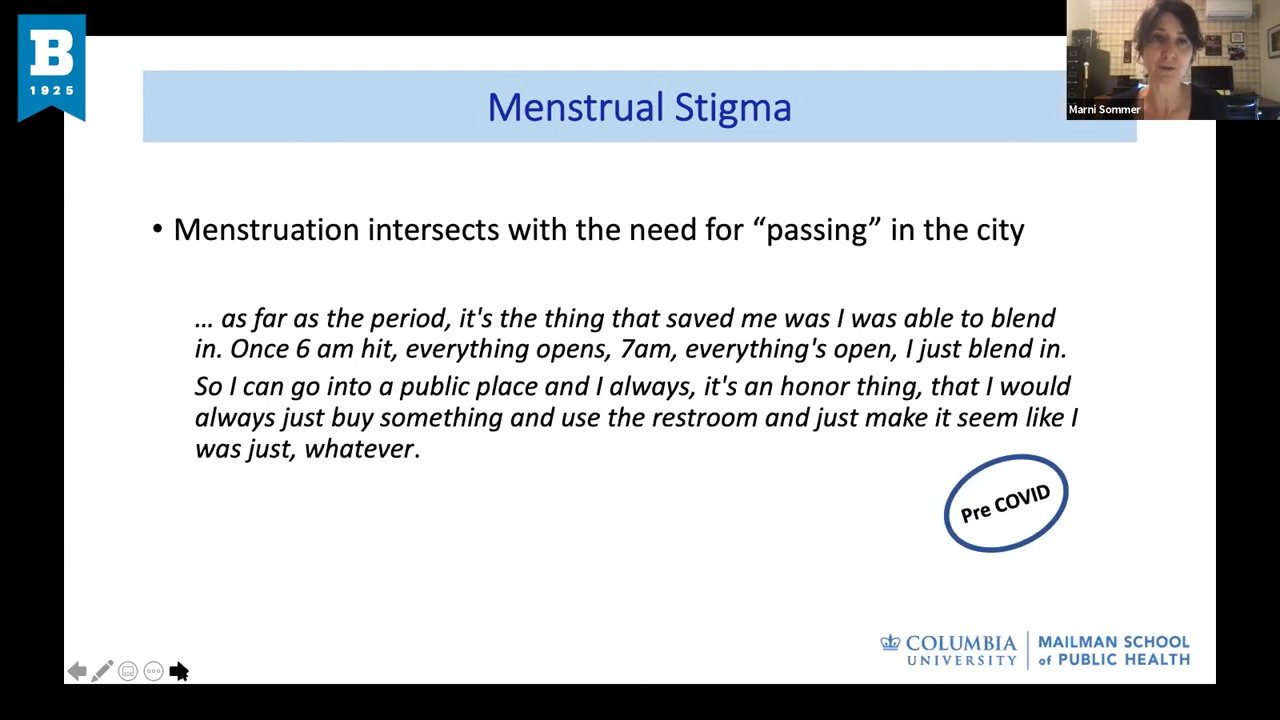 B
1925
Marni Sommer
Menstrual Stigma
• Menstruation intersects with the need for “passing” in the city
... as far as the period, it's the thing that saved me was I was able to blend
in. Once 6 am hit, everything opens, 7am, everything's open, I just blend in.
So I can go into a public place and I always, it's an honor thing, that I would
always just buy something and use the restroom and just make it seem like I
was just, whatever.
Pre COVID
COLUMBIA
UNIVERSITY
MAILMAN SCHOOL
of PUBLIC HEALTH